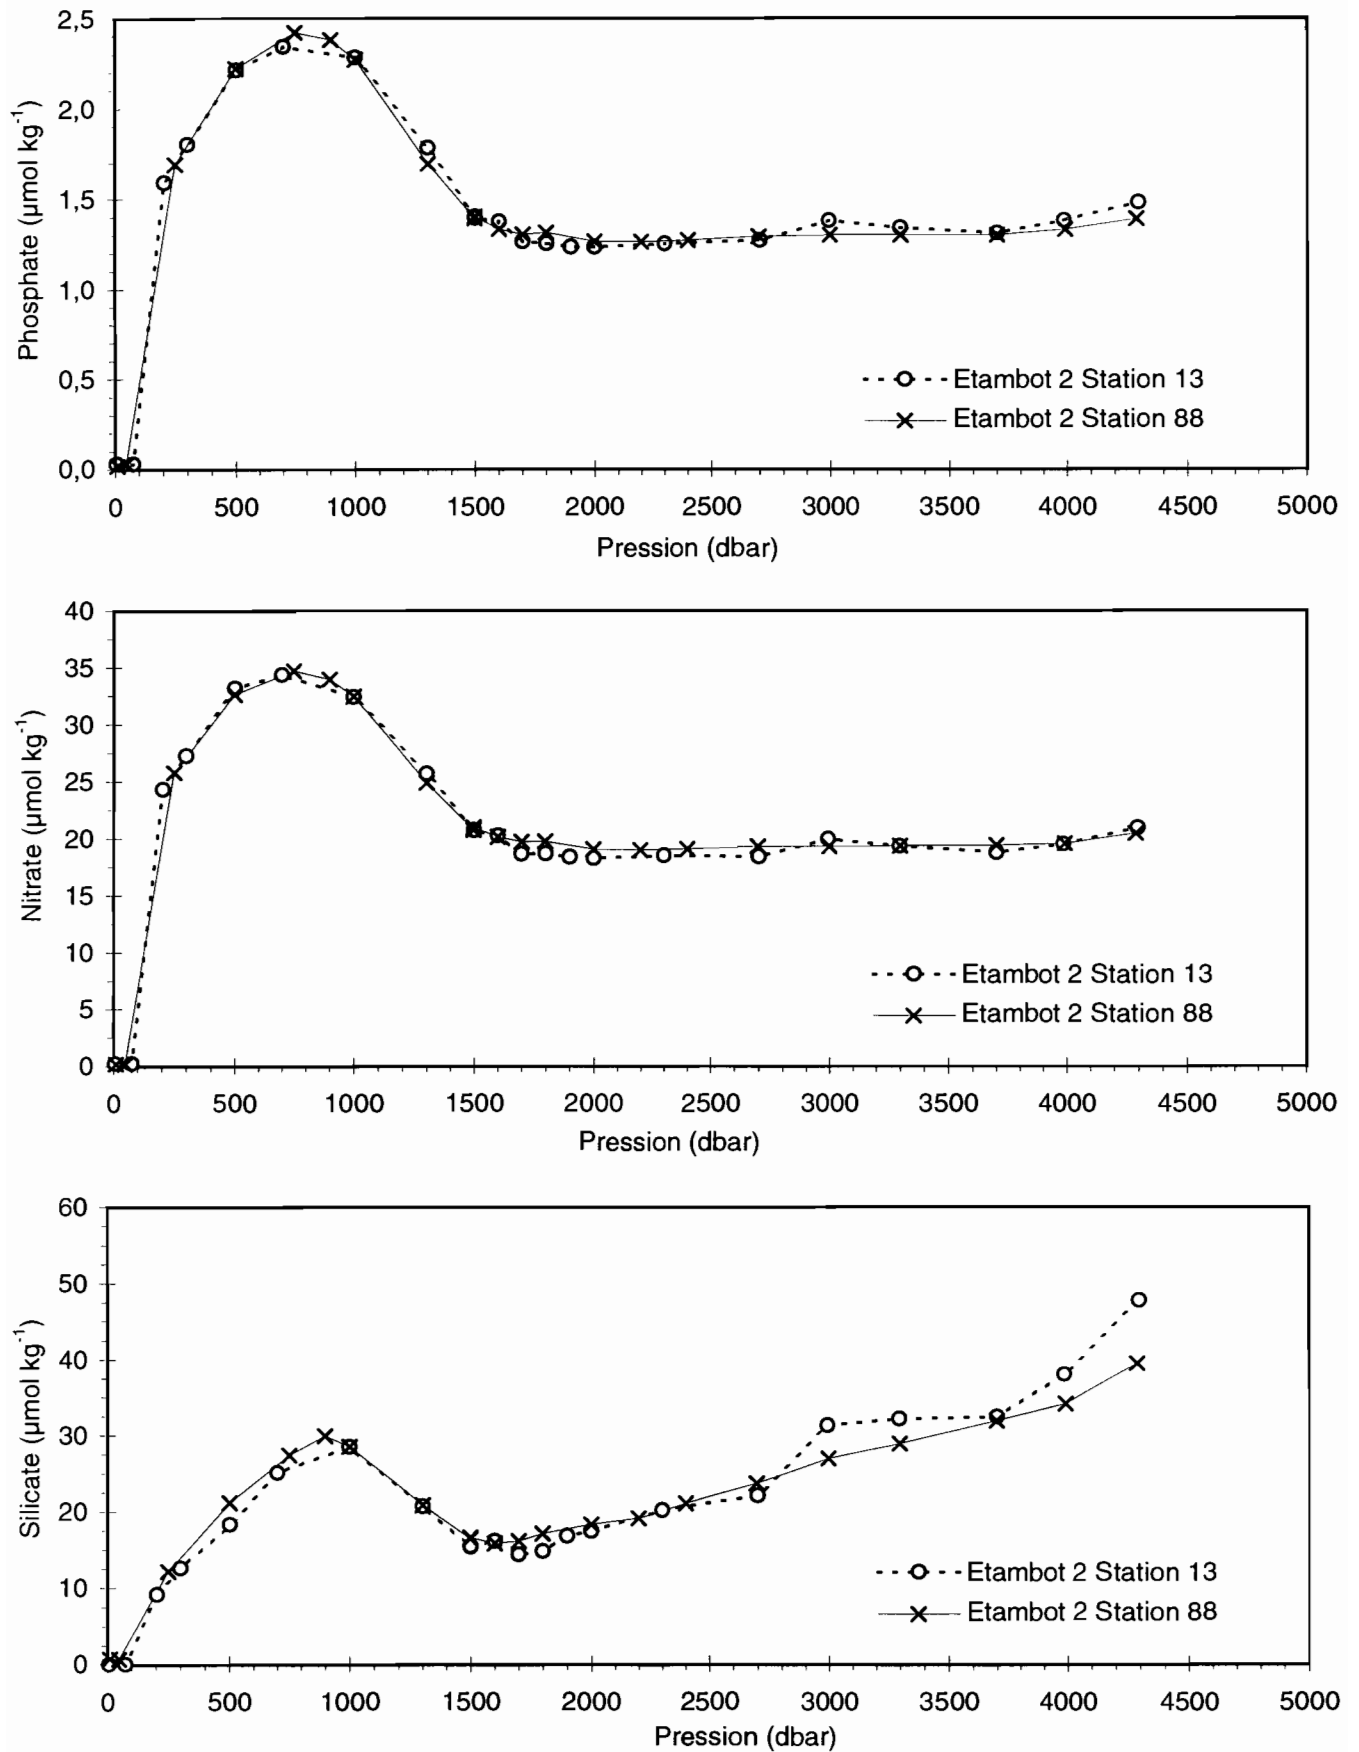 2,5
2,0
1,5
1,0
0,5
0,0
Phosphate (µmol kg-1)
Etambot 2 Station 13
Etambot 2 Station 88
0 500 1000 1500 2000 2500 3000 3500 4000 4500 5000
Pression (dbar)
40
35
30
25
20
15
10
5
0
Nitrate (µmol kg-1)
Etambot 2 Station 13
Etambot 2 Station 88
0 500 1000 1500 2000 2500 3000 3500 4000 4500 5000
Pression (dbar)
60
50
40
30
20
10
0
Silicate (µmol kg-1)
Etambot 2 Station 13
Etambot 2 Station 88
0 500 1000 1500 2000 2500 3000 3500 4000 4500 5000
Pression (dbar)